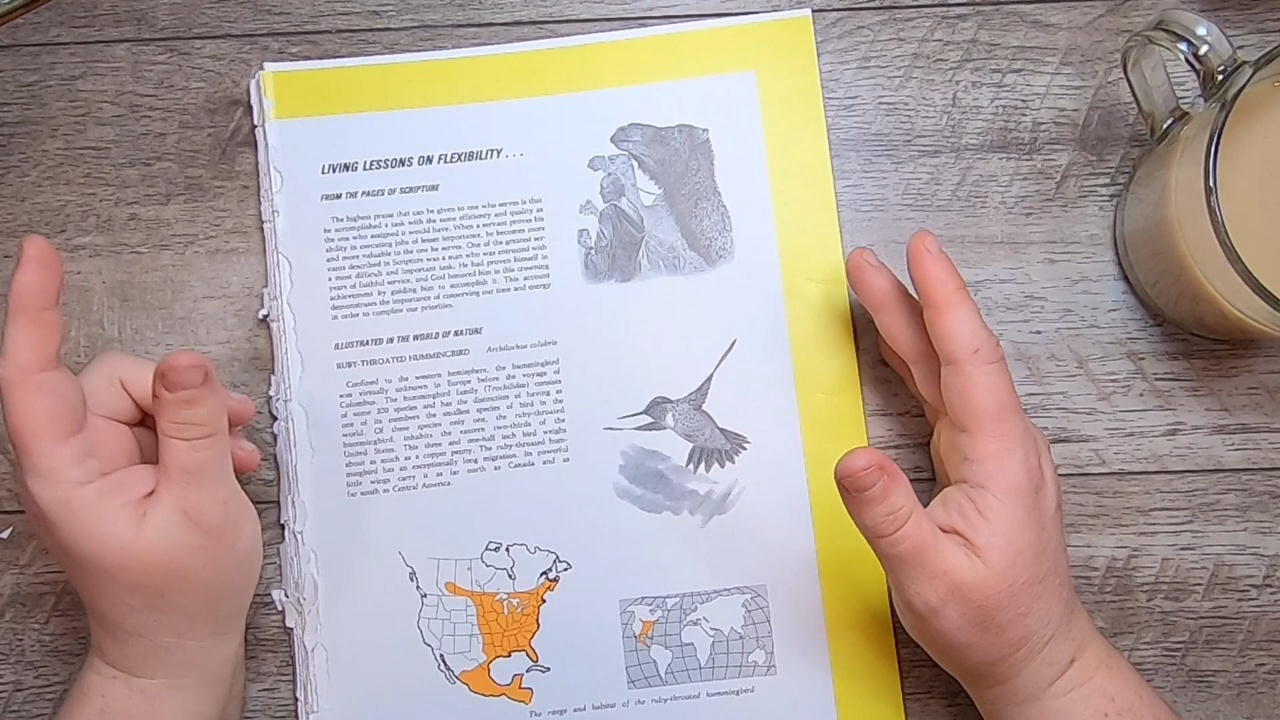 LIVING LESSONS ON FLEXIBILITY . . .
FROM THE PAGES OF SCRIPTURE
The highest praise that can be given to one who serves is that
he accomplished a task with the same efficiency and quality as
the one who assigned it would have. When a servant proves his
ability in executing jobs of lesser importance, he becomes more
and more valuable to the one he serves. One of the greatest ser-
vants described in Scripture was a man who was entrusted with
a most difficult and important task. He had proven himself in
years of faithful service, and God honored him in this crowning
achievement by guiding him to accomplish it. This account
demonstrates the importance of conserving our time and energy
in order to complete our priorities.
ILLUSTRATED IN THE WORLD OF NATURE
RUBY-THROATED HUMMINGBIRD Archilochus colubris
Confined to the western hemisphere, the hummingbird
was virtually unknown in Europe before the voyage of
Columbus. The hummingbird family (Trochilidae) consists
of some 320 species and has the distinction of having as
one of its members the smallest species of bird in the
world. Of these species only one, the ruby-throated
hummingbird, inhabits the eastern two-thirds of the
United States. This three and one-half inch bird weighs
about as much as a copper penny. The ruby-throated hum-
mingbird has an exceptionally long migration. Its powerful
little wings carry it as far north as Canada and as
far south as Central America.
The range and habitat of the ruby-throated hummingbird